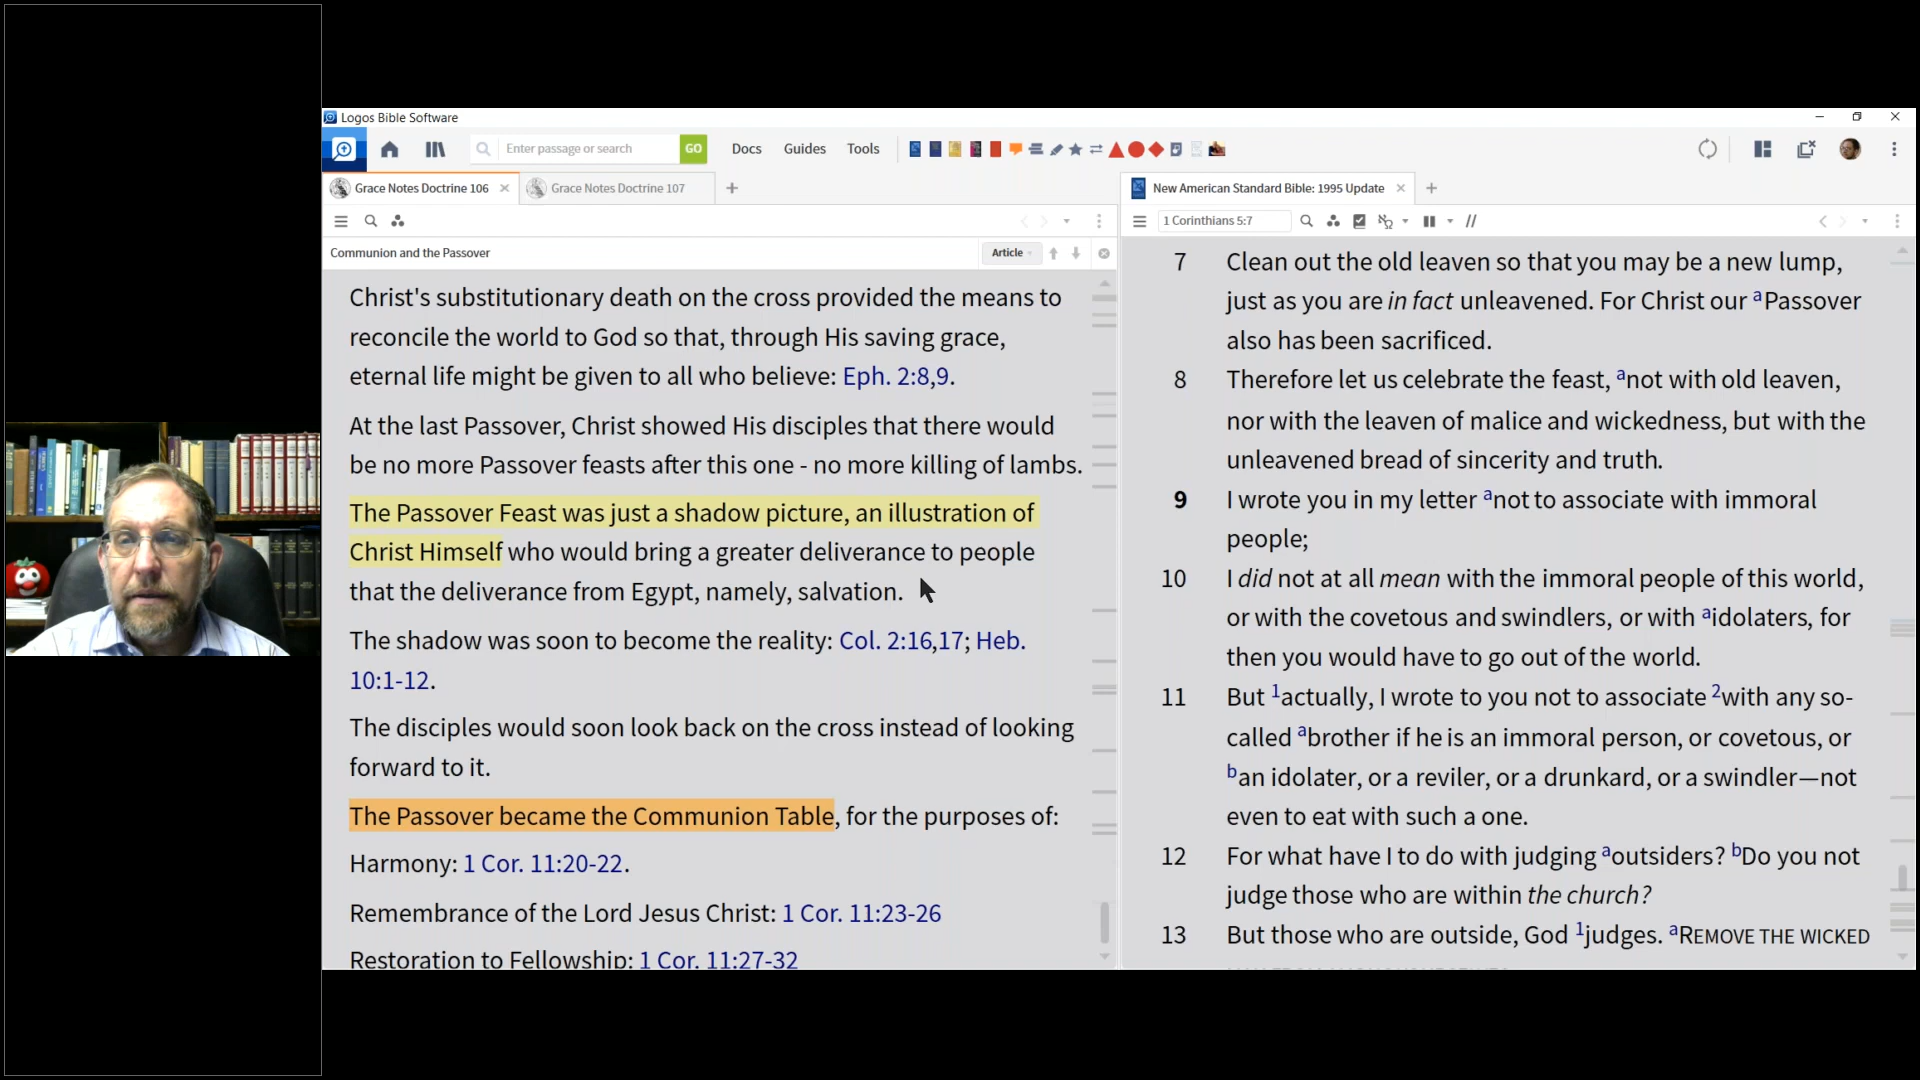 Logos Bible Software
Enter passage or search
GO
Docs
Guides
Tools
Grace Notes Doctrine 106
Grace Notes Doctrine 107
Communion and the Passover
Article
Christ's substitutionary death on the cross provided the means to
reconcile the world to God so that, through His saving grace,
eternal life might be given to all who believe: Eph. 2:8,9.
At the last Passover, Christ showed His disciples that there would
be no more Passover feasts after this one - no more killing of lambs.
The Passover Feast was just a shadow picture, an illustration of
Christ Himself who would bring a greater deliverance to people
that the deliverance from Egypt, namely, salvation.
The shadow was soon to become the reality: Col. 2:16,17; Heb.
10:1-12.
The disciples would soon look back on the cross instead of looking
forward to it.
The Passover became the Communion Table, for the purposes of:
Harmony: 1 Cor. 11:20-22.
Remembrance of the Lord Jesus Christ: 1 Cor. 11:23-26
Restoration to Fellowship: 1 Cor. 11:27-32
New American Standard Bible: 1995 Update
1 Corinthians 5:7
7 Clean out the old leaven so that you may be a new lump,
just as you are in fact unleavened. For Christ our aPassover
also has been sacrificed.
8 Therefore let us celebrate the feast, anot with old leaven,
nor with the leaven of malice and wickedness, but with the
unleavened bread of sincerity and truth.
9 I wrote you in my letter anot to associate with immoral
people;
10 I did not at all mean with the immoral people of this world,
or with the covetous and swindlers, or with aidolaters, for
then you would have to go out of the world.
11 But 1actually, I wrote to you not to associate 2with any so-
called abrother if he is an immoral person, or covetous, or
ban idolater, or a reviler, or a drunkard, or a swindler—not
even to eat with such a one.
12 For what have I to do with judging aoutsiders? bDo you not
judge those who are within the church?
13 But those who are outside, God 1judges. aREMOVE THE WICKED